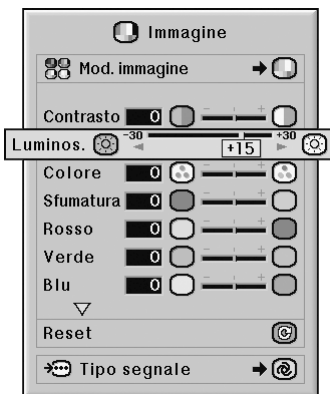 Immagine
Mod. immagine
Contrasto 0 - +
Luminos. -30 +15 +30
Colore 0 - +
Sfumatura 0 - +
Rosso 0 - +
Verde 0 - +
Blu 0 - +
Reset
Tipo segnale